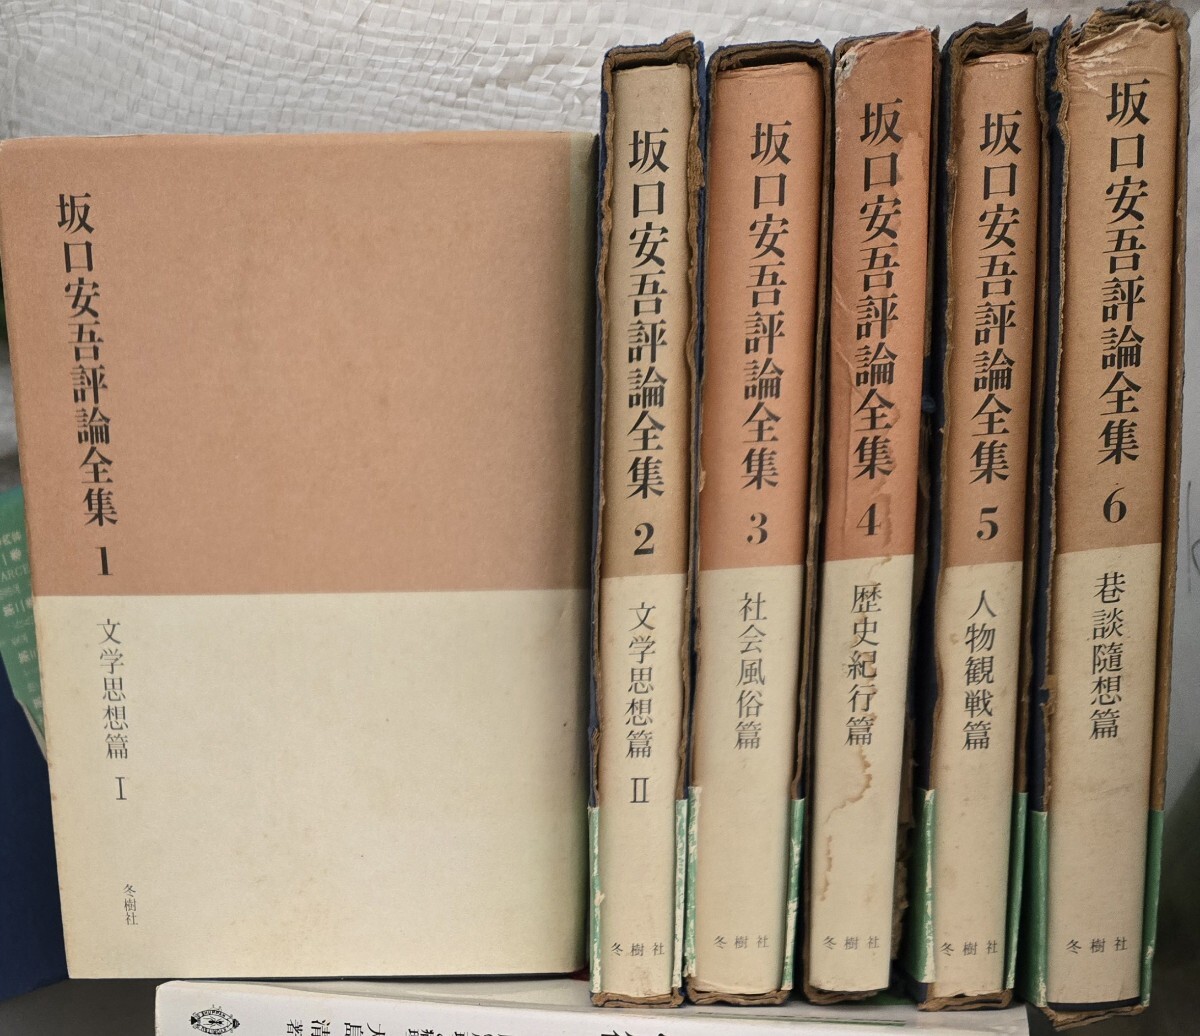 坂口安吾評論全集 1
文学思想篇 I
冬樹社
坂口安吾評論全集 2
文学思想篇 II
冬樹社
坂口安吾評論全集 3
社会風俗篇
冬樹社
坂口安吾評論全集 4
歴史紀行篇
冬樹社
坂口安吾評論全集 5
人物観戦篇
冬樹社
坂口安吾評論全集 6
巷談随想篇
冬樹社
大島清著